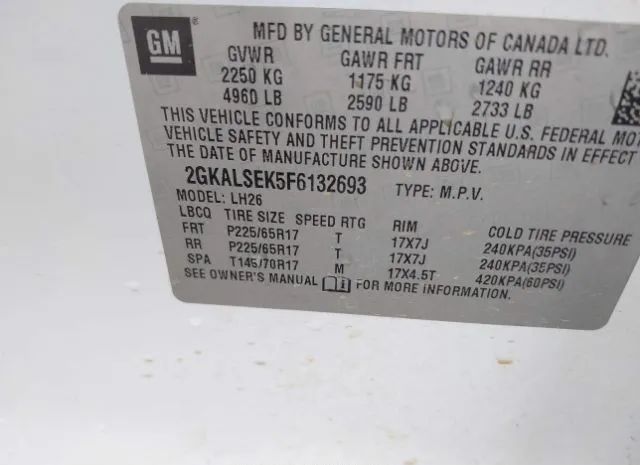 GM
MFD BY GENERAL MOTORS OF CANADA LTD.
GVWR GAWR FRT GAWR RR
2250 KG 1175 KG 1240 KG
4960 LB 2590 LB 2733 LB
THIS VEHICLE CONFORMS TO ALL APPLICABLE U.S. FEDERAL MOT
VEHICLE SAFETY AND THEFT PREVENTION STANDARDS IN EFFECT
THE DATE OF MANUFACTURE SHOWN ABOVE.
2GKALSEK5F6132693 TYPE: M.P.V.
MODEL: LH26
LBCQ TIRE SIZE SPEED RTG RIM COLD TIRE PRESSURE
FRT P225/65R17 T 17X7J 240KPA(35PSI)
RR P225/65R17 T 17X7J 240KPA(35PSI)
SPA T145/70R17 M 17X4.5T 420KPA(60PSI)
SEE OWNER'S MANUAL FOR MORE INFORMATION.